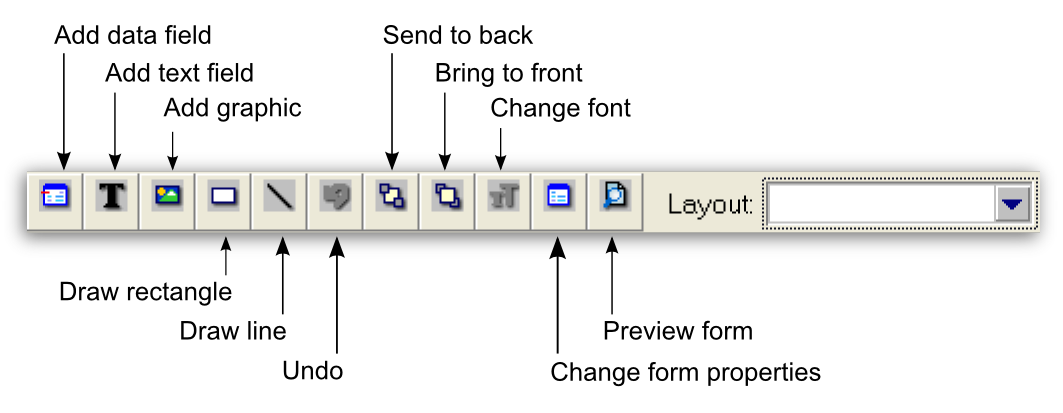 Add data field
Send to back
Add text field
Bring to front
Add graphic
Change font
T
Layout:
Draw rectangle
Draw line
Preview form
Undo
Change form properties